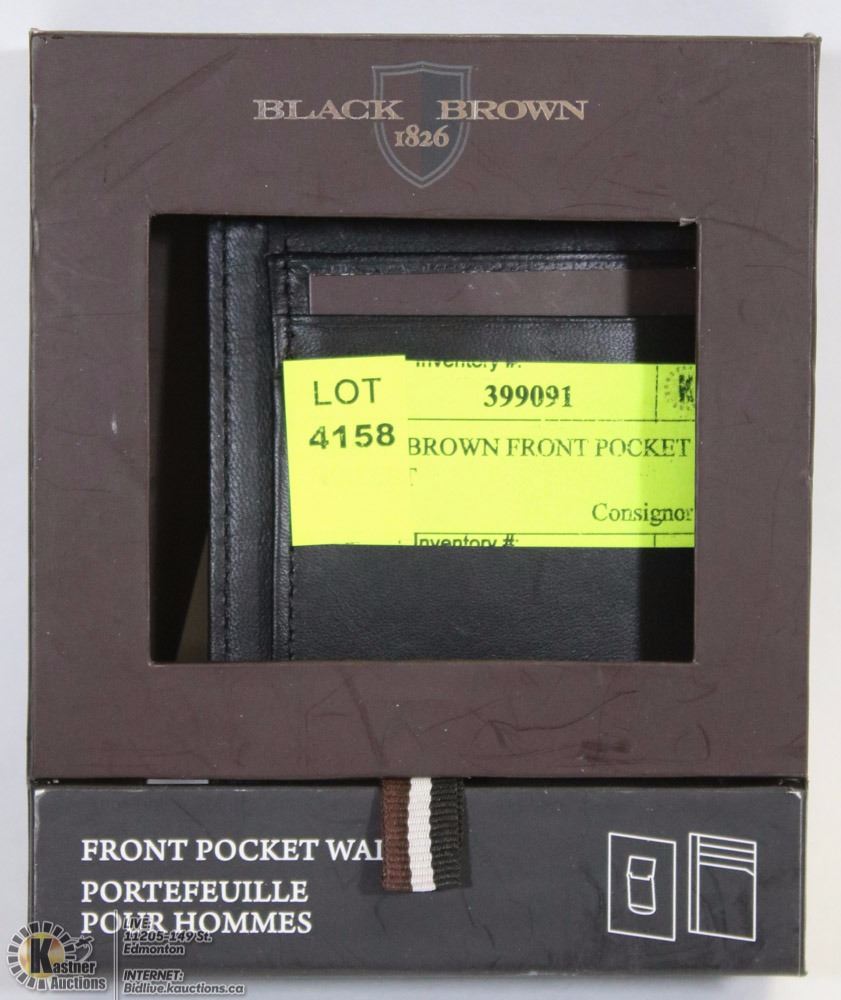 BLACK BROWN
1826
Inventory #:
LOT
399091
4158
BROWN FRONT POCKET
T
Consignor
Inventory #:
FRONT POCKET WAL
PORTEFEUILLE
POUR HOMMES
Kastner
Auctions
LIVE:
11205-149 St.
Edmonton
INTERNET:
Bidlive.kauctions.ca